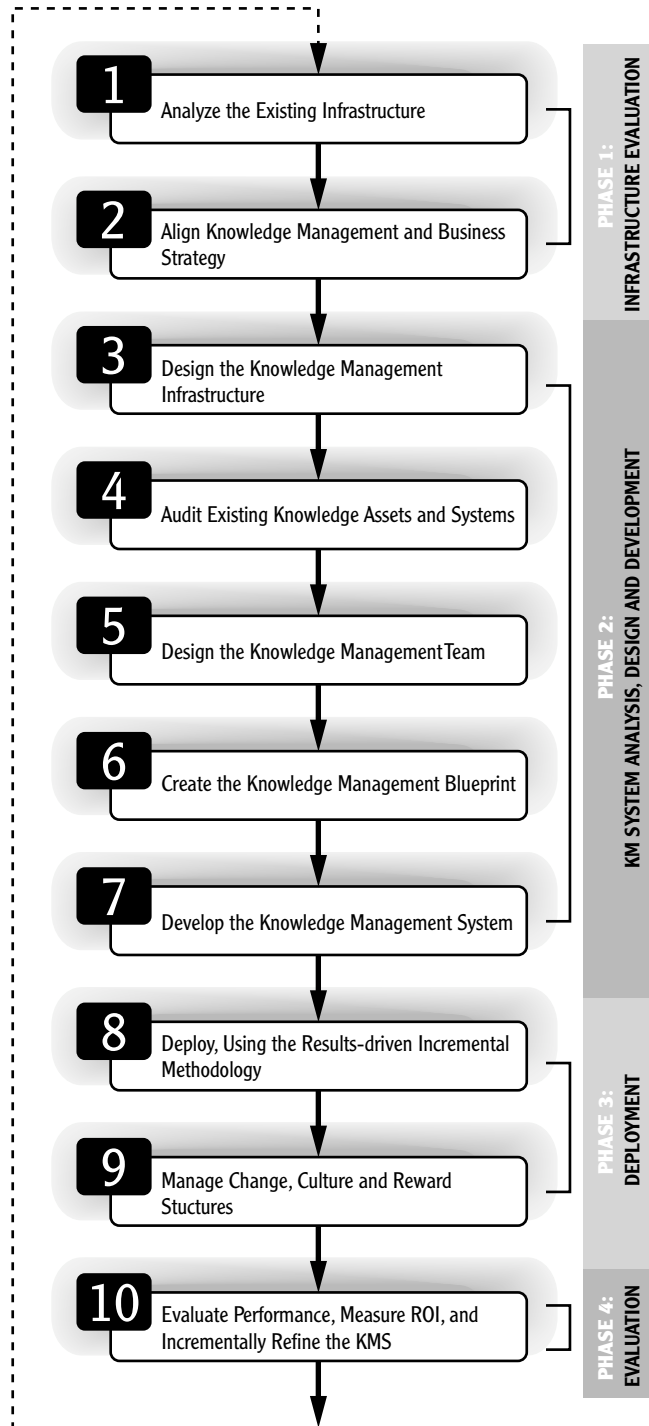 1
Analyze the Existing Infrastructure
2
Align Knowledge Management and Business
Strategy
PHASE 1:
INFRASTRUCTURE EVALUATION
3
Design the Knowledge Management
Infrastructure
4
Audit Existing Knowledge Assets and Systems
5
Design the Knowledge Management Team
6
Create the Knowledge Management Blueprint
7
Develop the Knowledge Management System
PHASE 2:
KM SYSTEM ANALYSIS, DESIGN AND DEVELOPMENT
8
Deploy, Using the Results-driven Incremental
Methodology
9
Manage Change, Culture and Reward
Stuctures
PHASE 3:
DEPLOYMENT
10
Evaluate Performance, Measure ROI, and
Incrementally Refine the KMS
PHASE 4:
EVALUATION